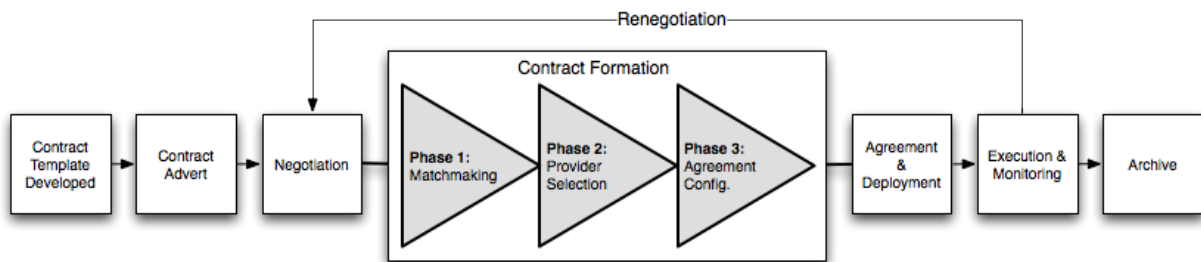 Renegotiation
Contract Formation
Contract
Template
Developed
Contract
Advert
Negotiation
Phase 1:
Matchmaking
Phase 2:
Provider
Selection
Phase 3:
Agreement
Config.
Agreement
&
Deployment
Execution &
Monitoring
Archive